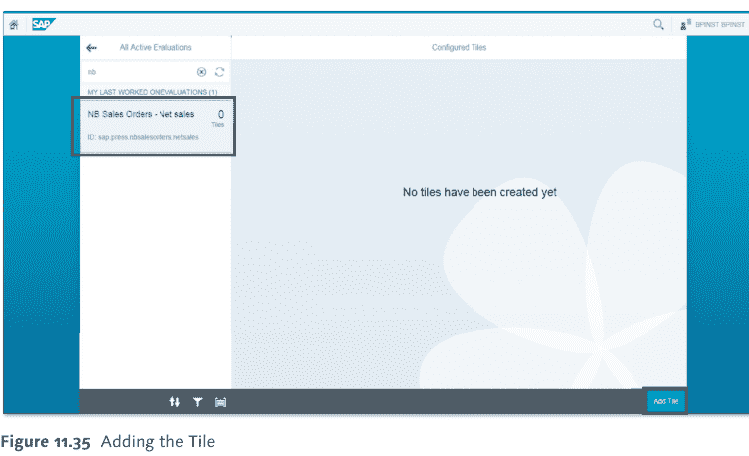 SAP
BPINST BPINST
All Active Evaluations
Configured Tiles
nb
MY LAST WORKED ONEVALUATIONS (1)
NB Sales Orders - Net sales 0
Tiles
ID: sap.press.nbsalesorders.netsales
No tiles have been created yet
Add Tile
Figure 11.35 Adding the Tile